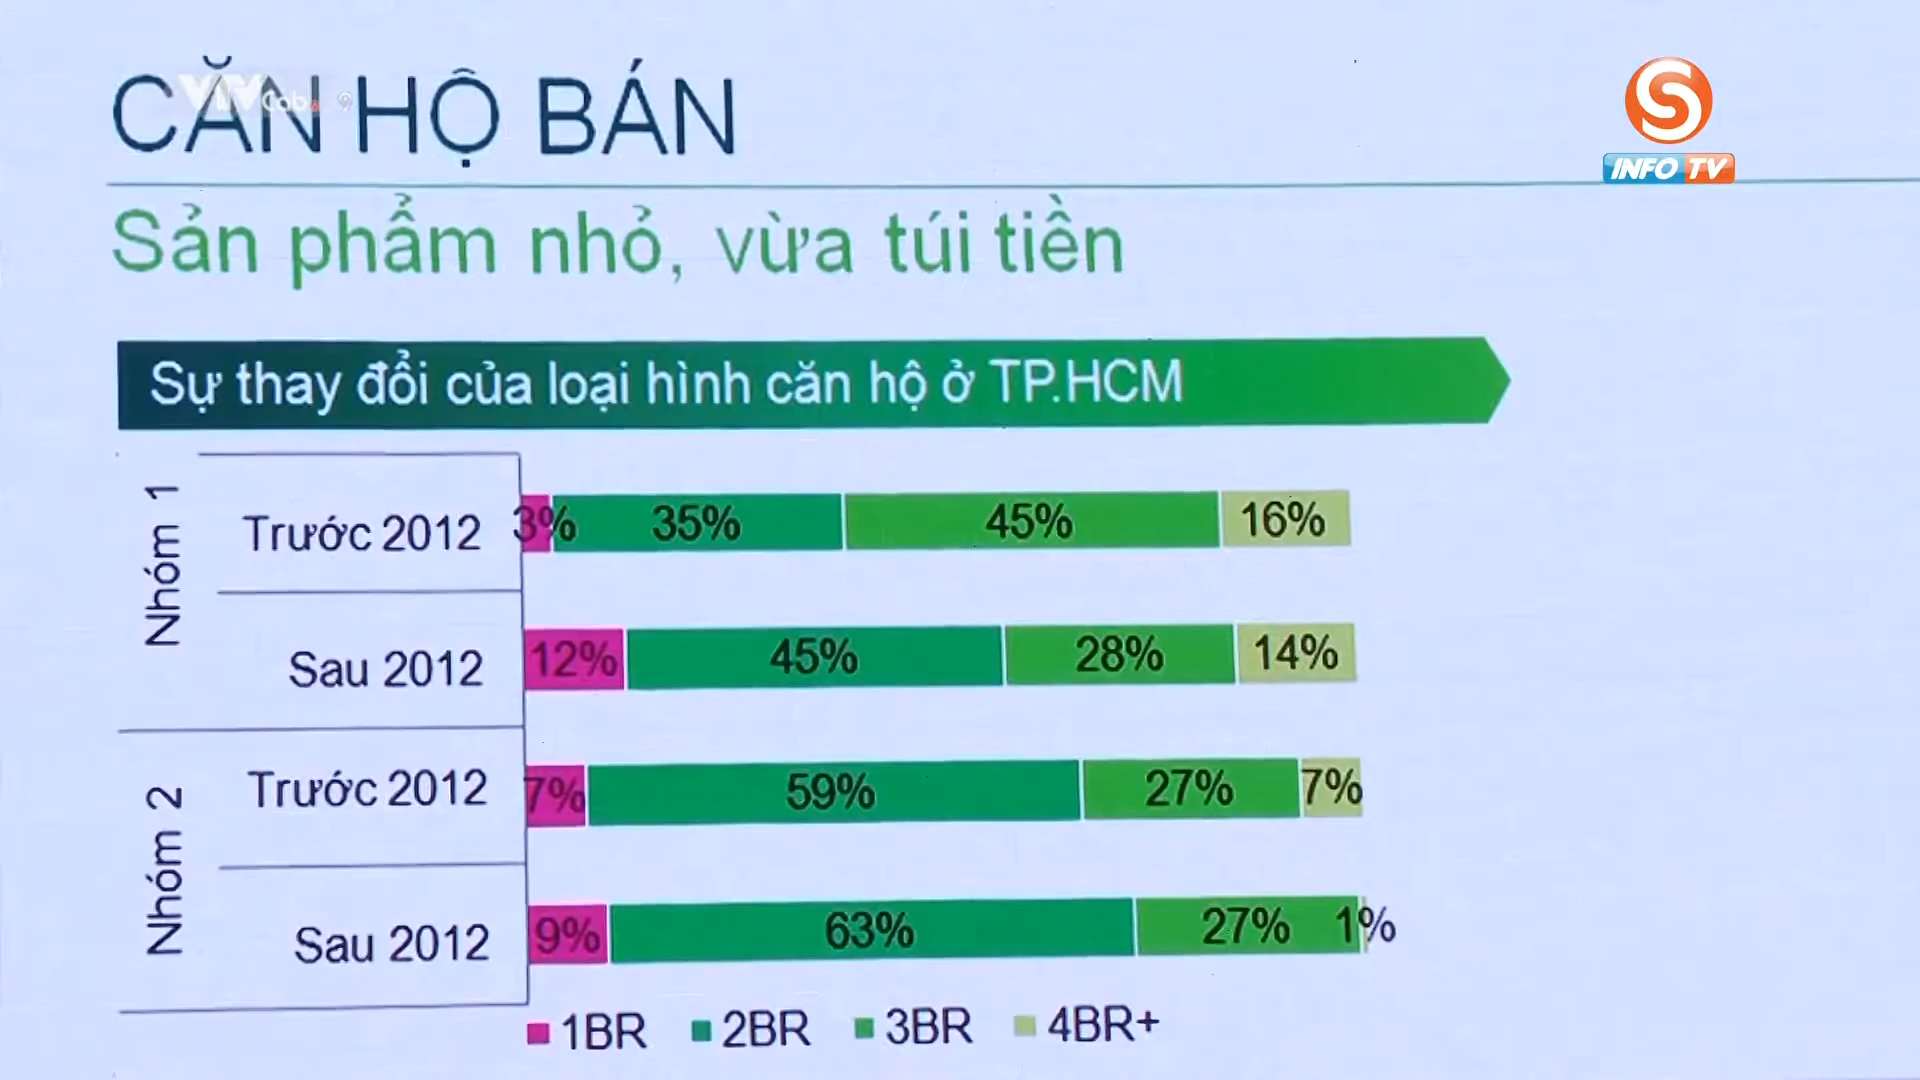 CĂN HỘ BÁN
VTVCab 9
S
INFO TV
Sản phẩm nhỏ, vừa túi tiền
Sự thay đổi của loại hình căn hộ ở TP.HCM
Nhóm 1
Trước 2012 3% 35% 45% 16%
Sau 2012 12% 45% 28% 14%
Nhóm 2
Trước 2012 7% 59% 27% 7%
Sau 2012 9% 63% 27% 1%
1BR 2BR 3BR 4BR+